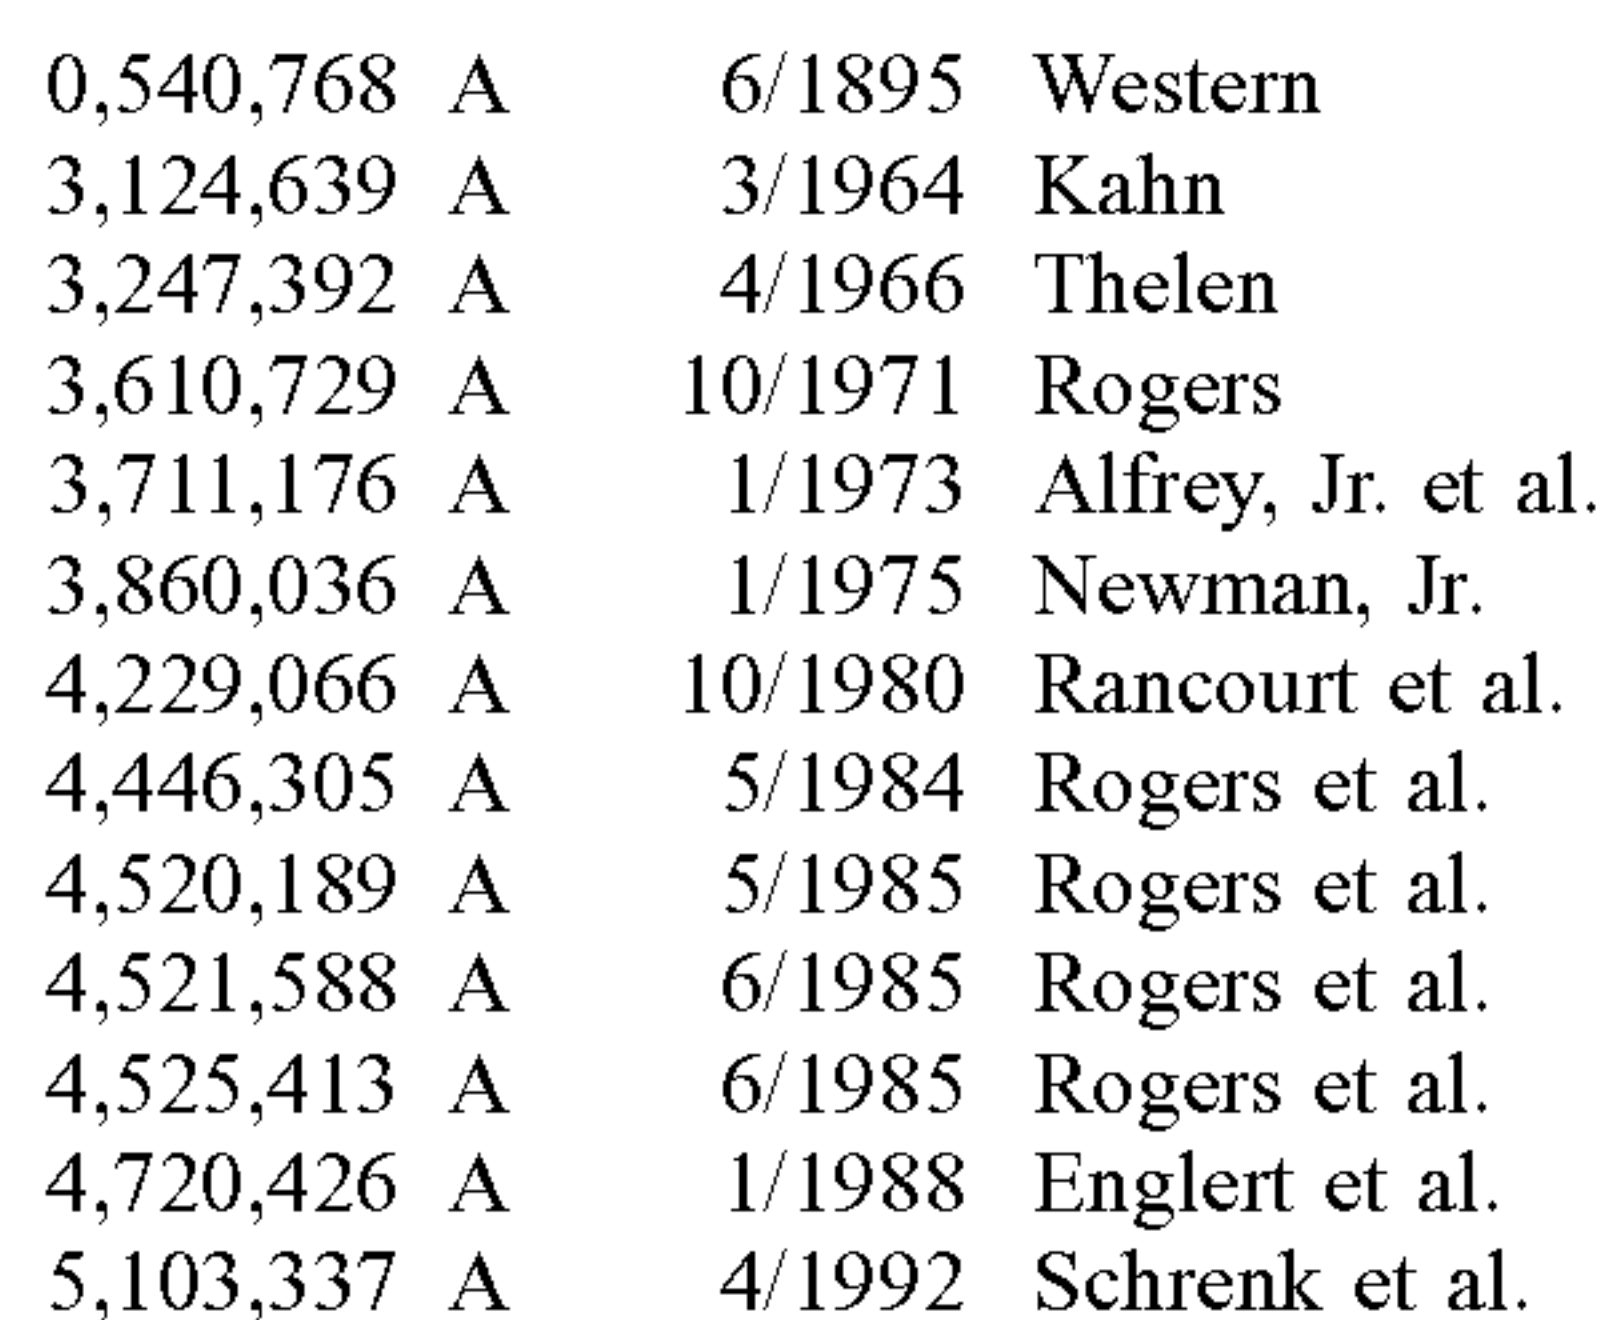 0,540,768 A 6/1895 Western
3,124,639 A 3/1964 Kahn
3,247,392 A 4/1966 Thelen
3,610,729 A 10/1971 Rogers
3,711,176 A 1/1973 Alfrey, Jr. et al.
3,860,036 A 1/1975 Newman, Jr.
4,229,066 A 10/1980 Rancourt et al.
4,446,305 A 5/1984 Rogers et al.
4,520,189 A 5/1985 Rogers et al.
4,521,588 A 6/1985 Rogers et al.
4,525,413 A 6/1985 Rogers et al.
4,720,426 A 1/1988 Englert et al.
5,103,337 A 4/1992 Schrenk et al.